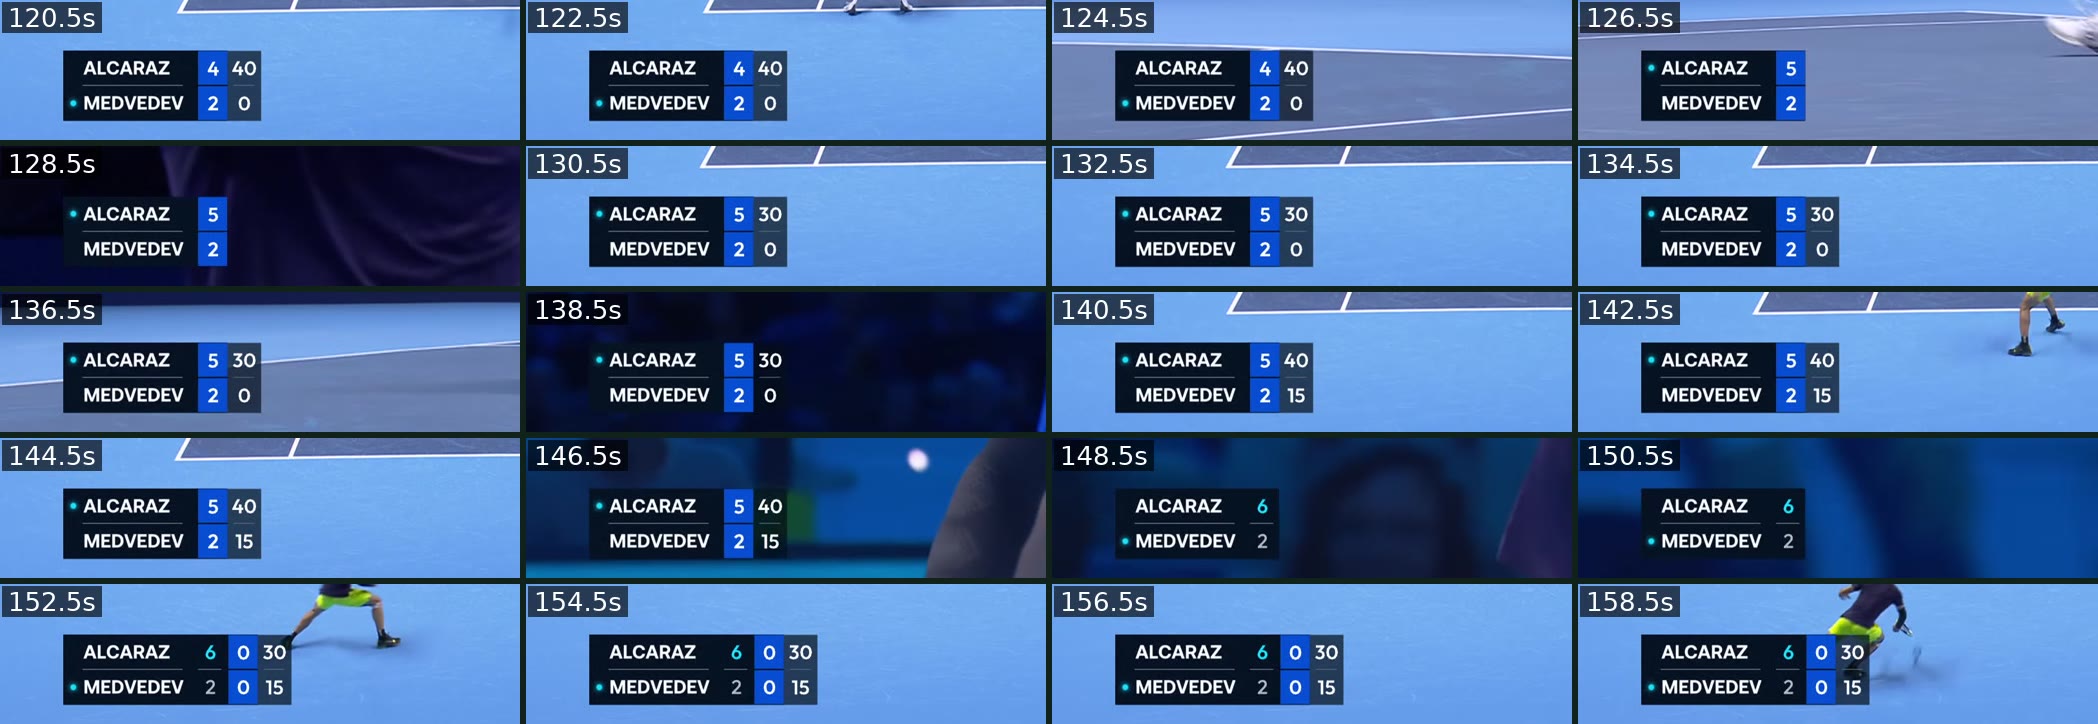 120.5s
ALCARAZ 4 40
MEDVEDEV 2 0
122.5s
ALCARAZ 4 40
MEDVEDEV 2 0
124.5s
ALCARAZ 4 40
MEDVEDEV 2 0
126.5s
ALCARAZ 5
MEDVEDEV 2
128.5s
ALCARAZ 5
MEDVEDEV 2
130.5s
ALCARAZ 5 30
MEDVEDEV 2 0
132.5s
ALCARAZ 5 30
MEDVEDEV 2 0
134.5s
ALCARAZ 5 30
MEDVEDEV 2 0
136.5s
ALCARAZ 5 30
MEDVEDEV 2 0
138.5s
ALCARAZ 5 30
MEDVEDEV 2 0
140.5s
ALCARAZ 5 40
MEDVEDEV 2 15
142.5s
ALCARAZ 5 40
MEDVEDEV 2 15
144.5s
ALCARAZ 5 40
MEDVEDEV 2 15
146.5s
ALCARAZ 5 40
MEDVEDEV 2 15
148.5s
ALCARAZ 6
MEDVEDEV 2
150.5s
ALCARAZ 6
MEDVEDEV 2
152.5s
ALCARAZ 6 0 30
MEDVEDEV 2 0 15
154.5s
ALCARAZ 6 0 30
MEDVEDEV 2 0 15
156.5s
ALCARAZ 6 0 30
MEDVEDEV 2 0 15
158.5s
ALCARAZ 6 0 30
MEDVEDEV 2 0 15